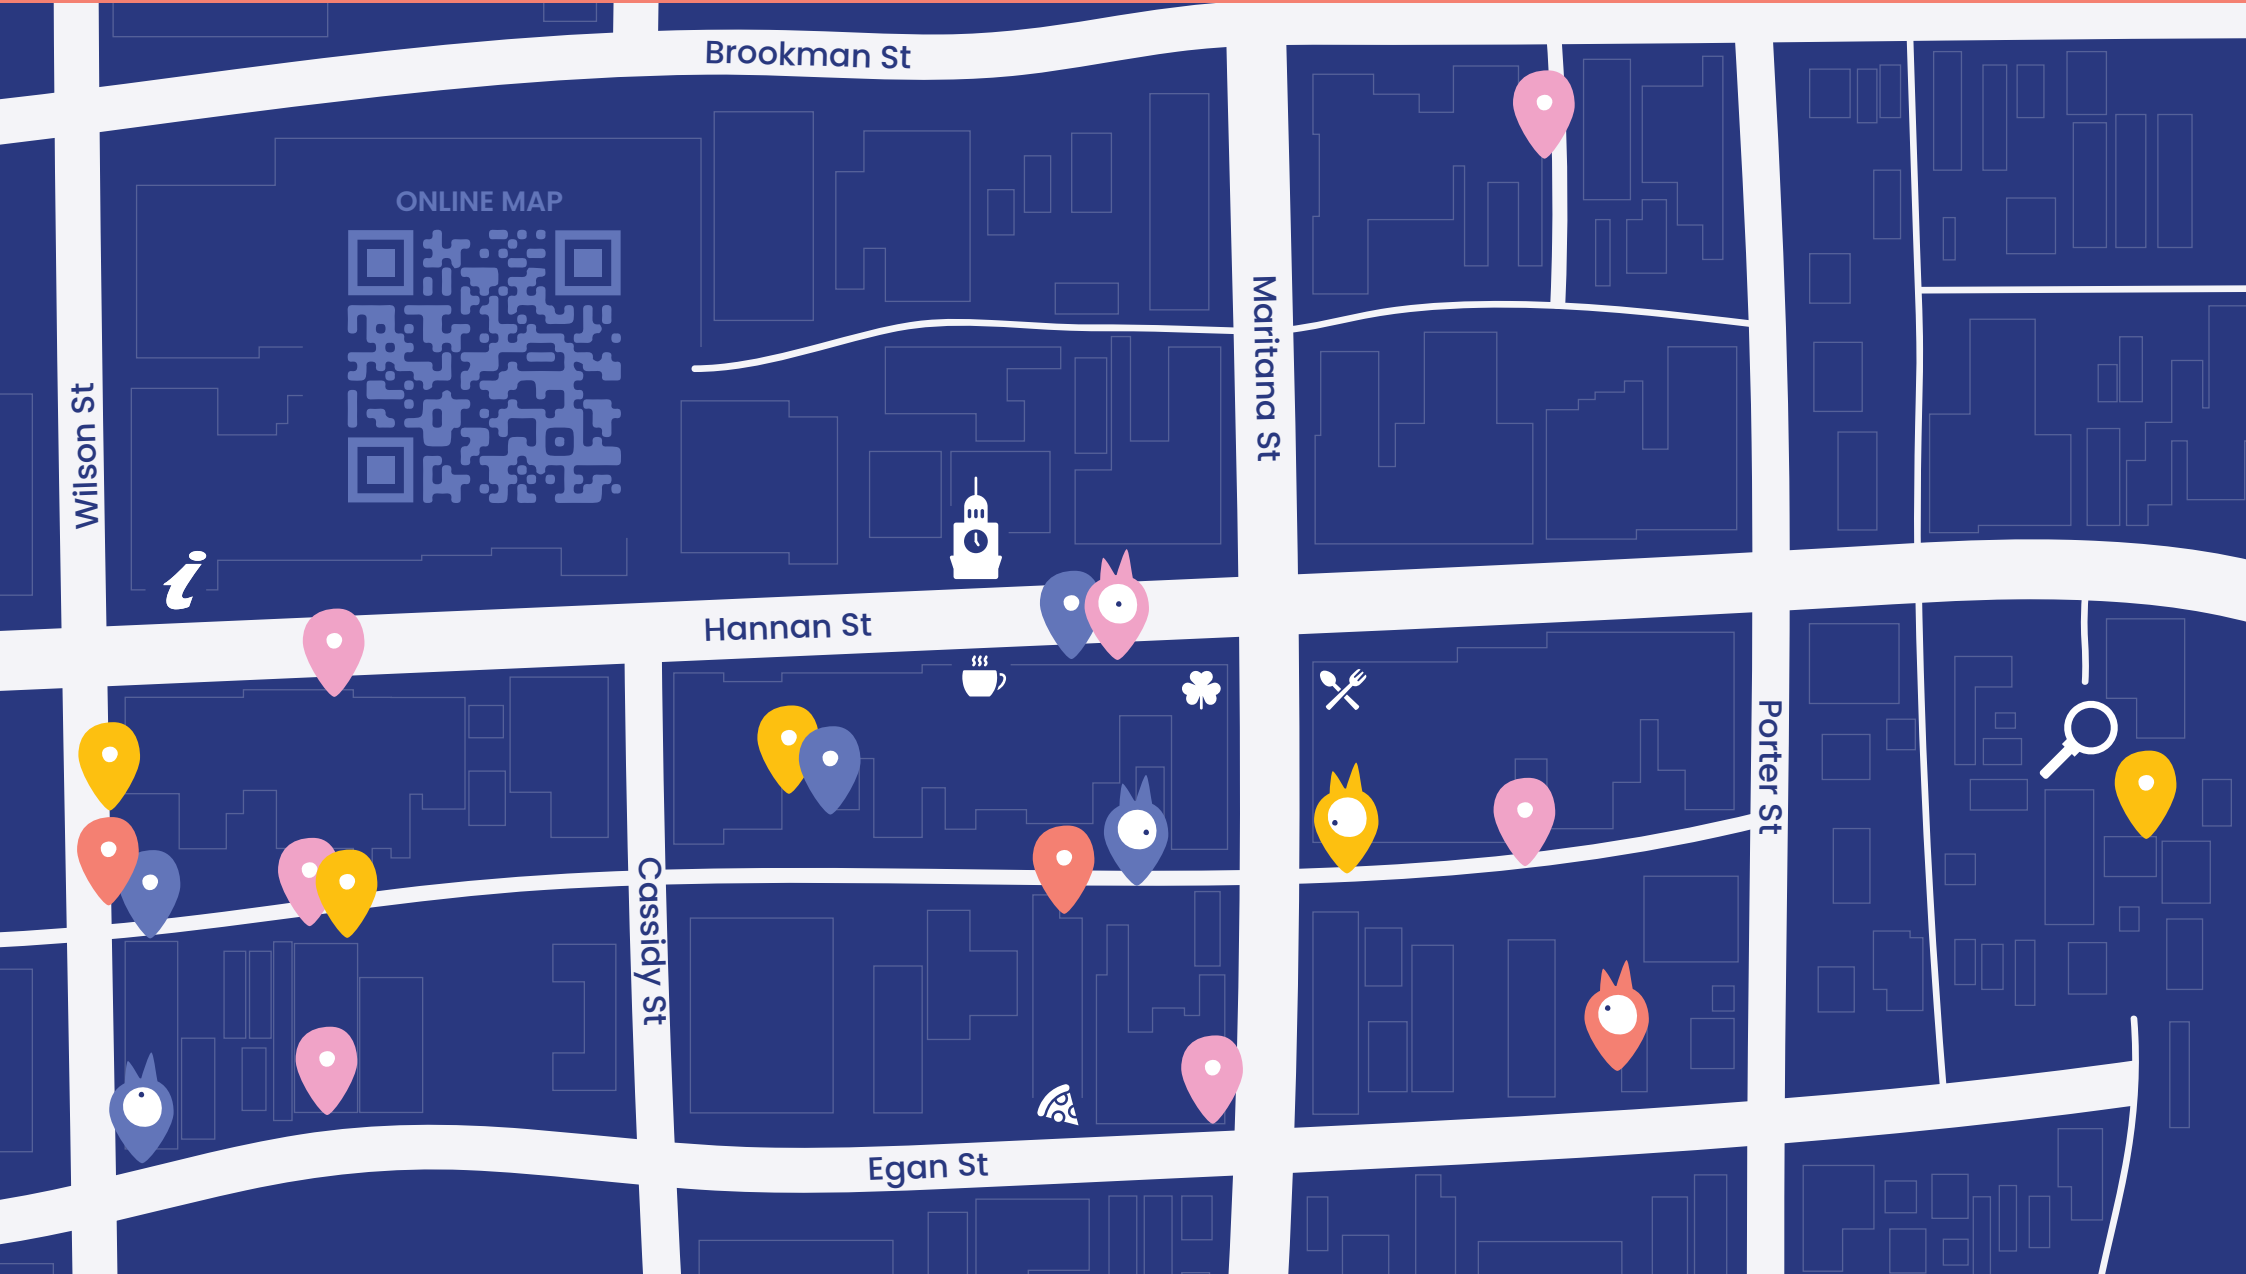 Brookman St
ONLINE MAP
Maritana St
Wilson St
Hannan St
Porter St
Cassidy St
Egan St